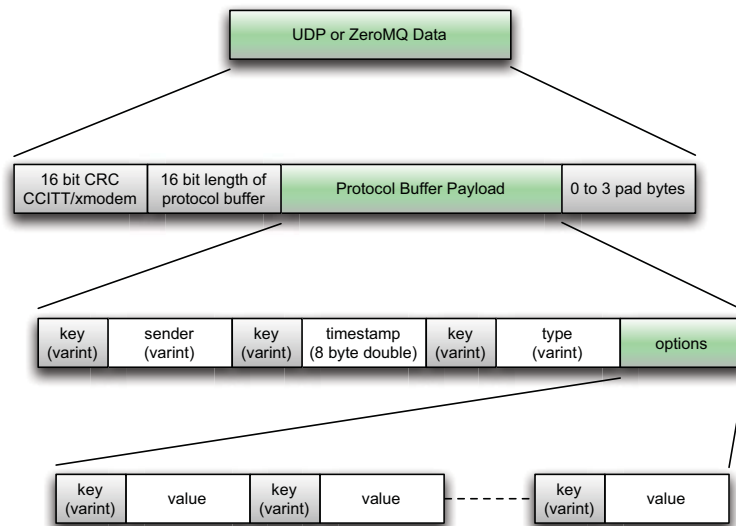 UDP or ZeroMQ Data
16 bit CRC
CCITT/xmodem
16 bit length of
protocol buffer
Protocol Buffer Payload
0 to 3 pad bytes
key
(varint)
sender
(varint)
key
(varint)
timestamp
(8 byte double)
key
(varint)
type
(varint)
options
key
(varint)
value
key
(varint)
value
key
(varint)
value